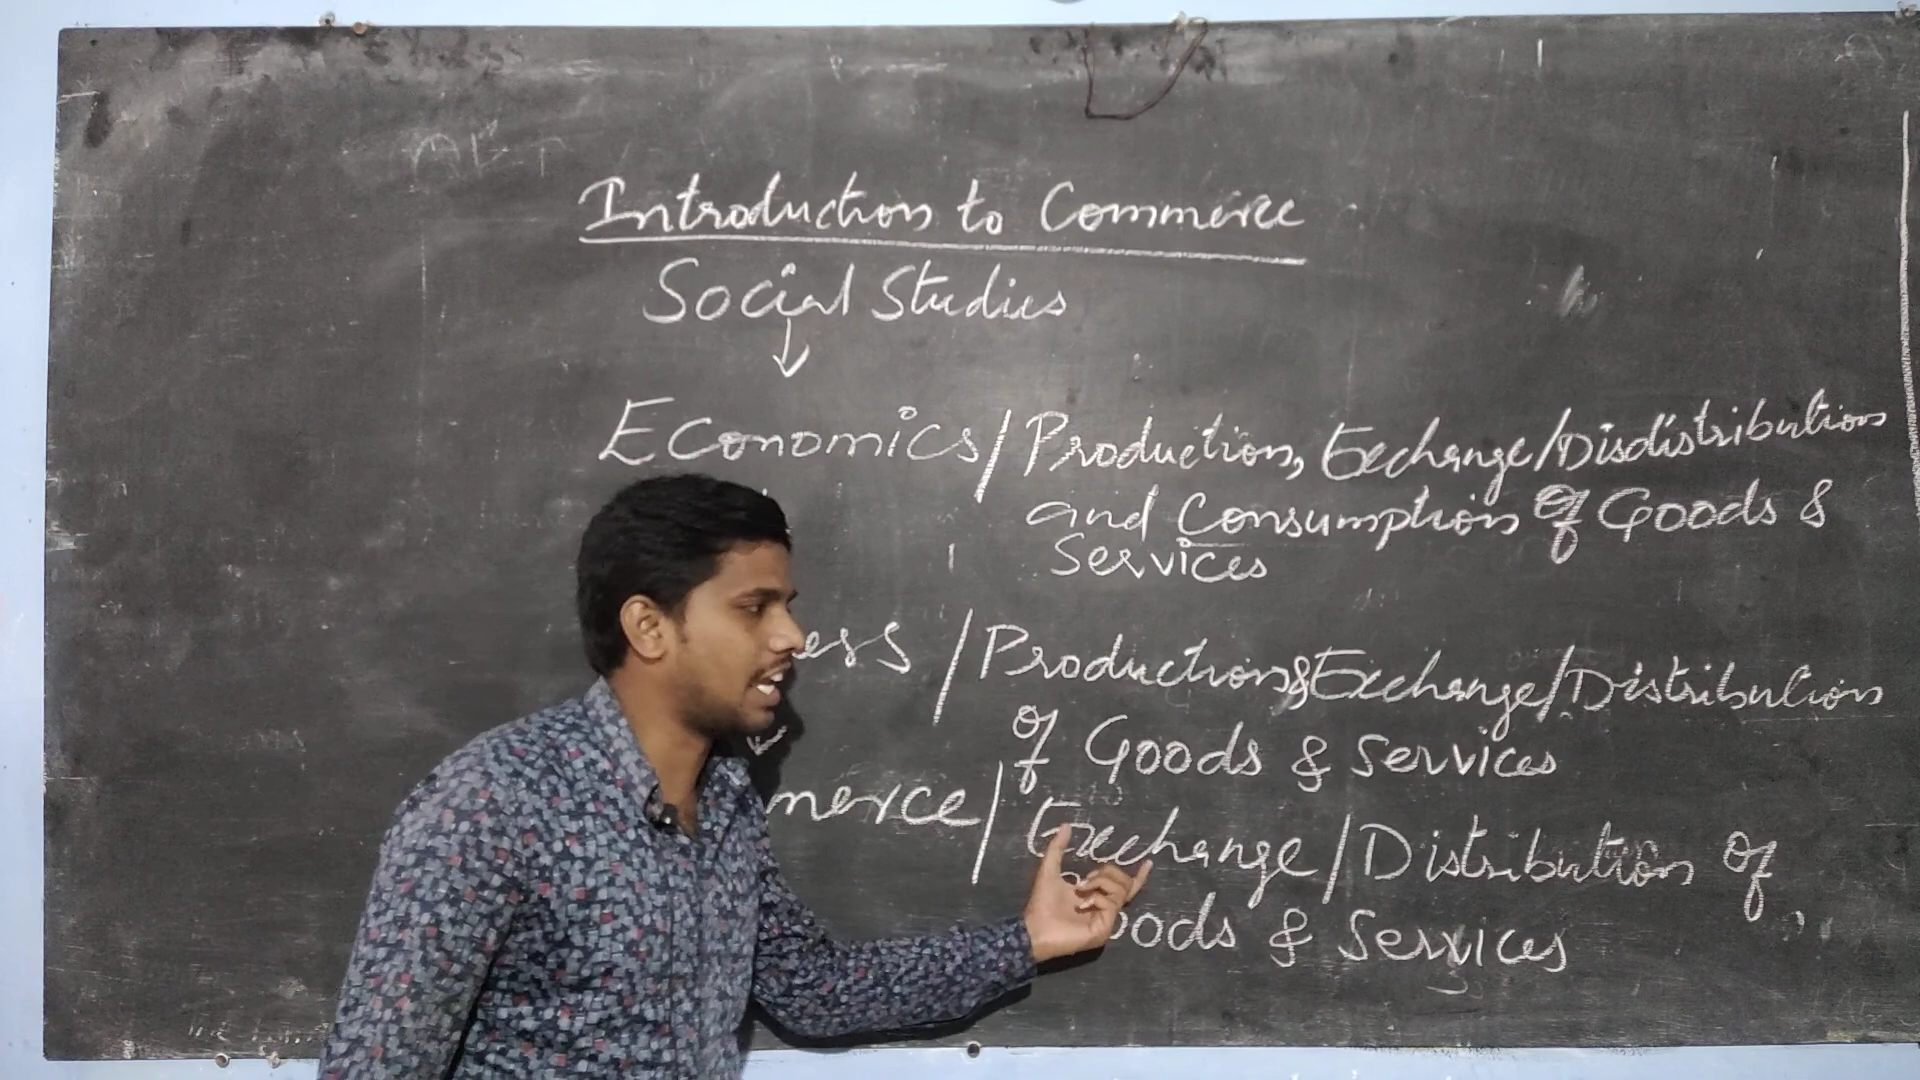 Introduction to Commerce
Social Studies
Economics / Production, Exchange/Disdistribution
and Consumption of Goods &
Services
ess / Production & Exchange/Distribution
of Goods & Services
merce / Exchange/Distribution of
oods & Services